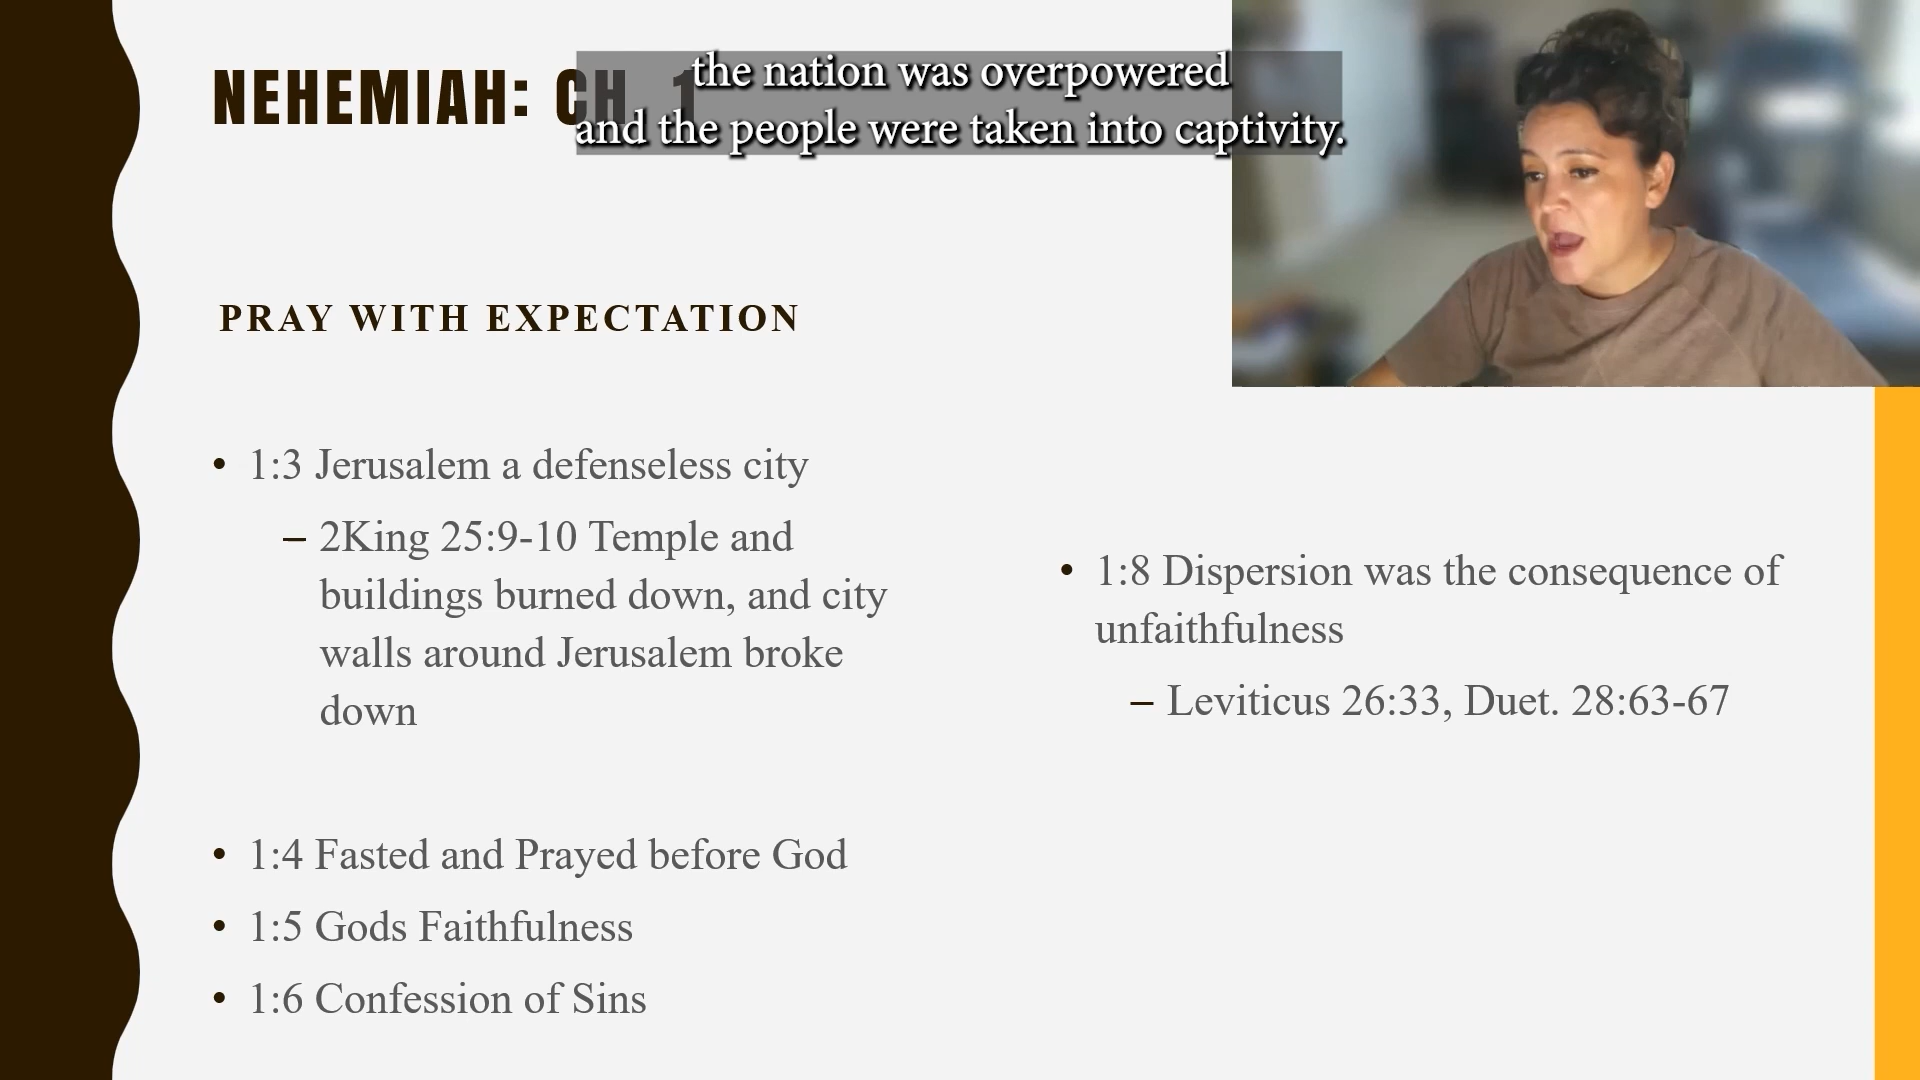 NEHEMIAH: CH. 1
the nation was overpowered
and the people were taken into captivity.
PRAY WITH EXPECTATION
• 1:3 Jerusalem a defenseless city
– 2King 25:9-10 Temple and
buildings burned down, and city
walls around Jerusalem broke
down
• 1:4 Fasted and Prayed before God
• 1:5 Gods Faithfulness
• 1:6 Confession of Sins
• 1:8 Dispersion was the consequence of
unfaithfulness
– Leviticus 26:33, Duet. 28:63-67